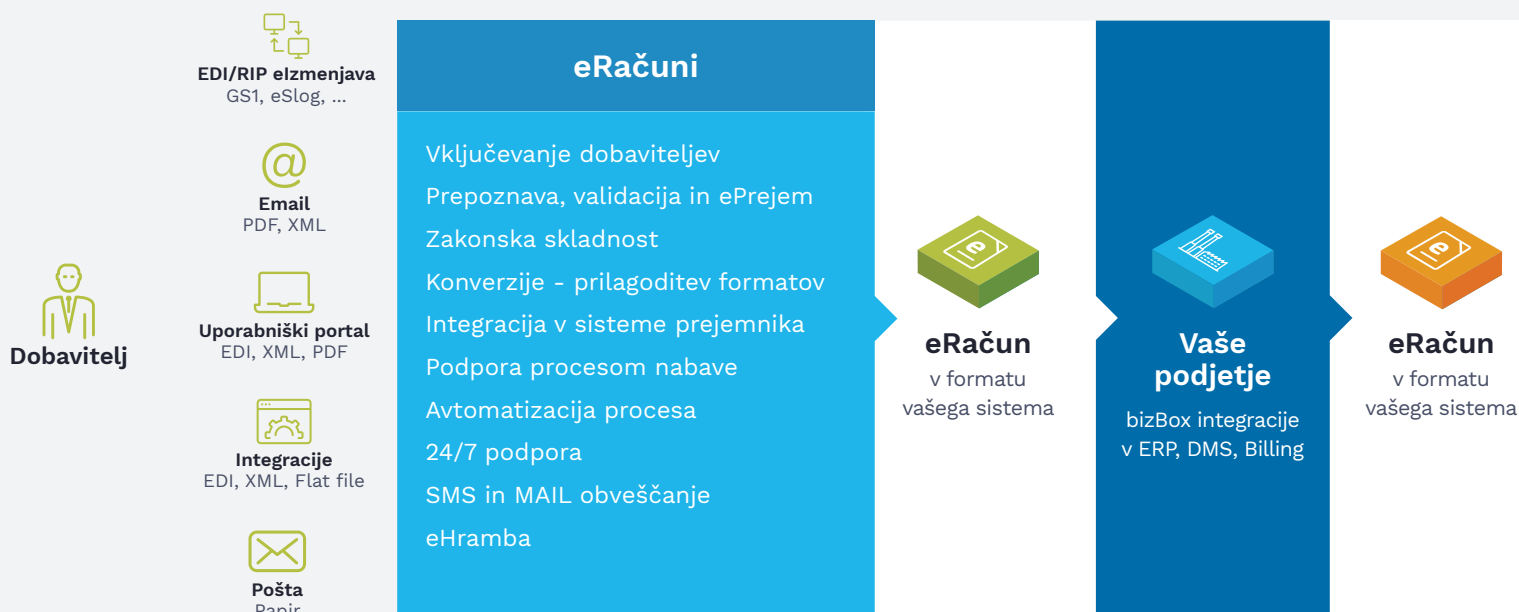 Dobavitelj
EDI/RIP eIzmenjava
GS1, eSlog, ...
@
Email
PDF, XML
Uporabniški portal
EDI, XML, PDF
Integracije
EDI, XML, Flat file
Pošta
Papir
eRačuni
Vključevanje dobaviteljev
Prepoznava, validacija in ePrejem
Zakonska skladnost
Konverzije - prilagoditev formatov
Integracija v sisteme prejemnika
Podpora procesom nabave
Avtomatizacija procesa
24/7 podpora
SMS in MAIL obveščanje
eHramba
e
eRačun
v formatu
vašega sistema
Vaše
podjetje
bizBox integracije
v ERP, DMS, Billing
e
eRačun
v formatu
vašega sistema